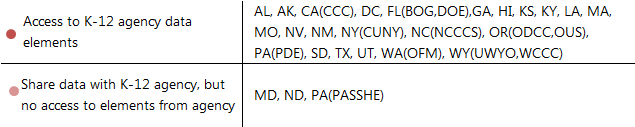 Access to K-12 agency data
elements
AL, AK, CA(CCC), DC, FL(BOG,DOE),GA, HI, KS, KY, LA, MA,
MO, NV, NM, NY(CUNY), NC(NCCCS), OR(ODCC,OUS),
PA(PDE), SD, TX, UT, WA(OFM), WY(UWYO,WCCC)
Share data with K-12 agency, but
no access to elements from agency
MD, ND, PA(PASSHE)